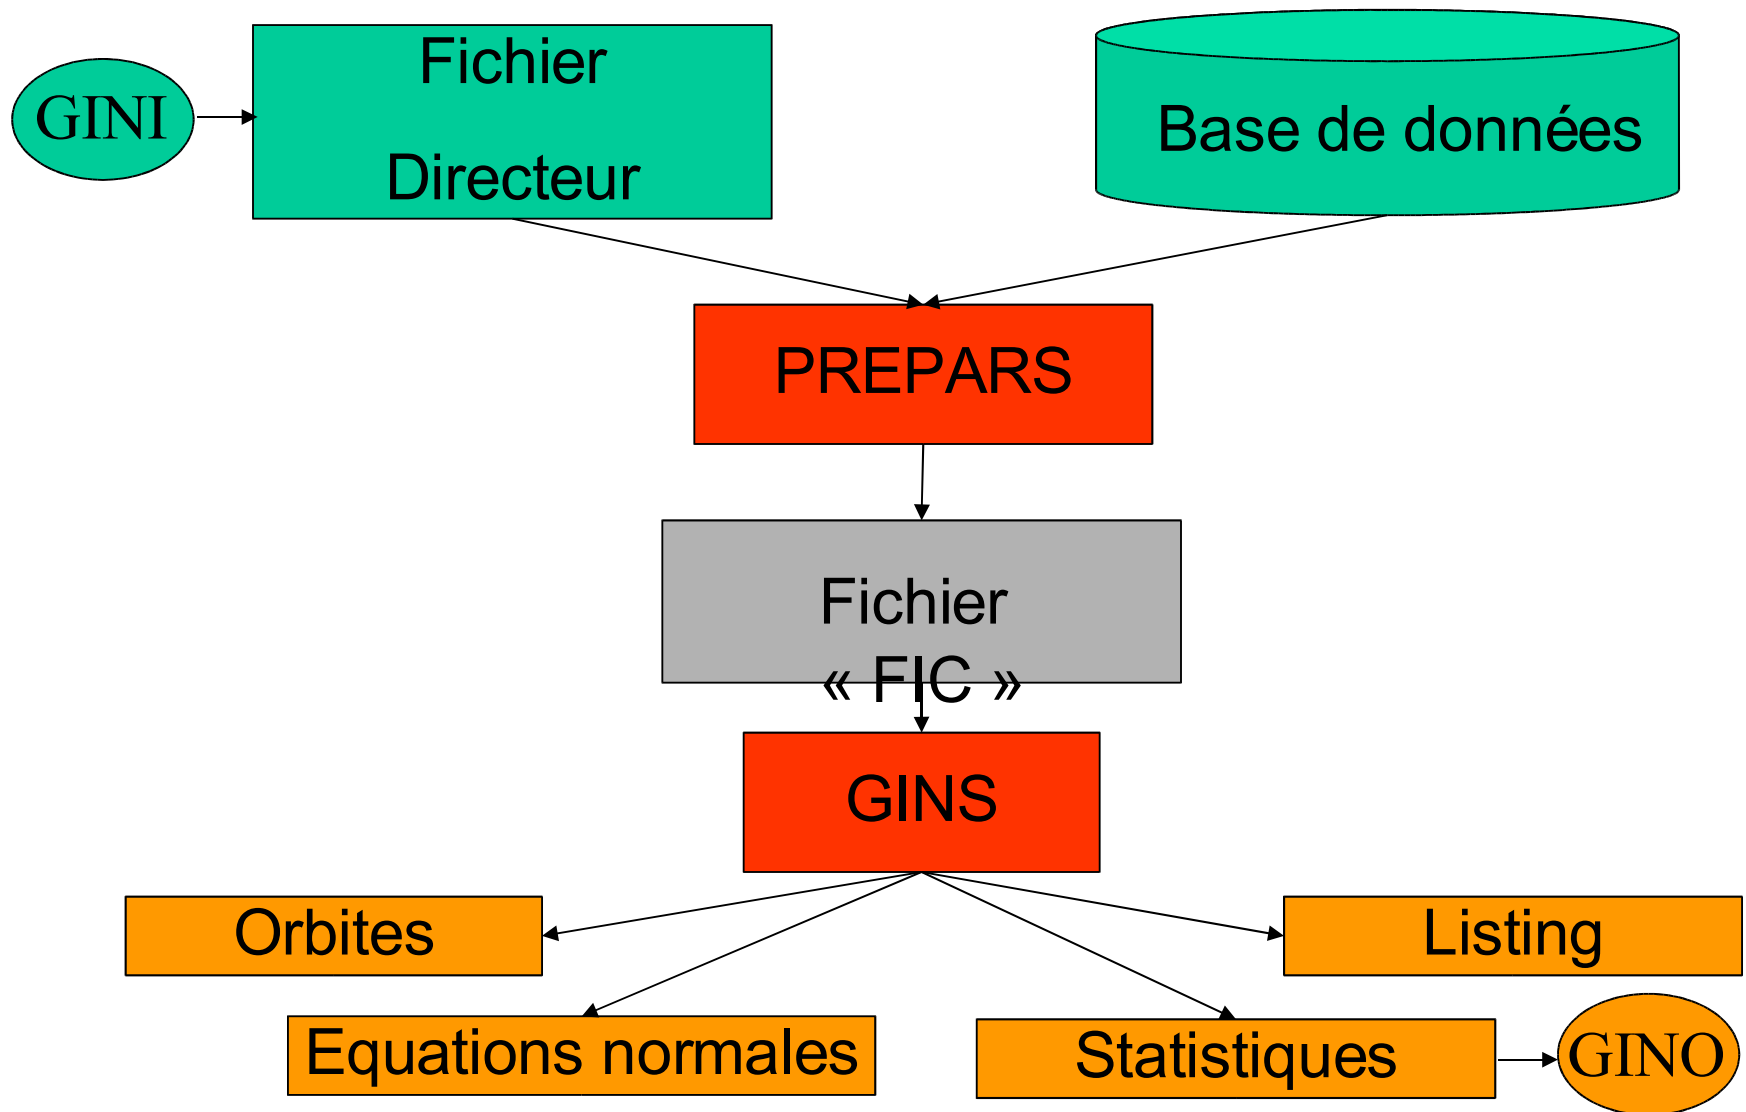 GINI
Fichier
Directeur
Base de données
PREPARS
Fichier
« FIC »
GINS
Orbites
Listing
Equations normales
Statistiques
GINO